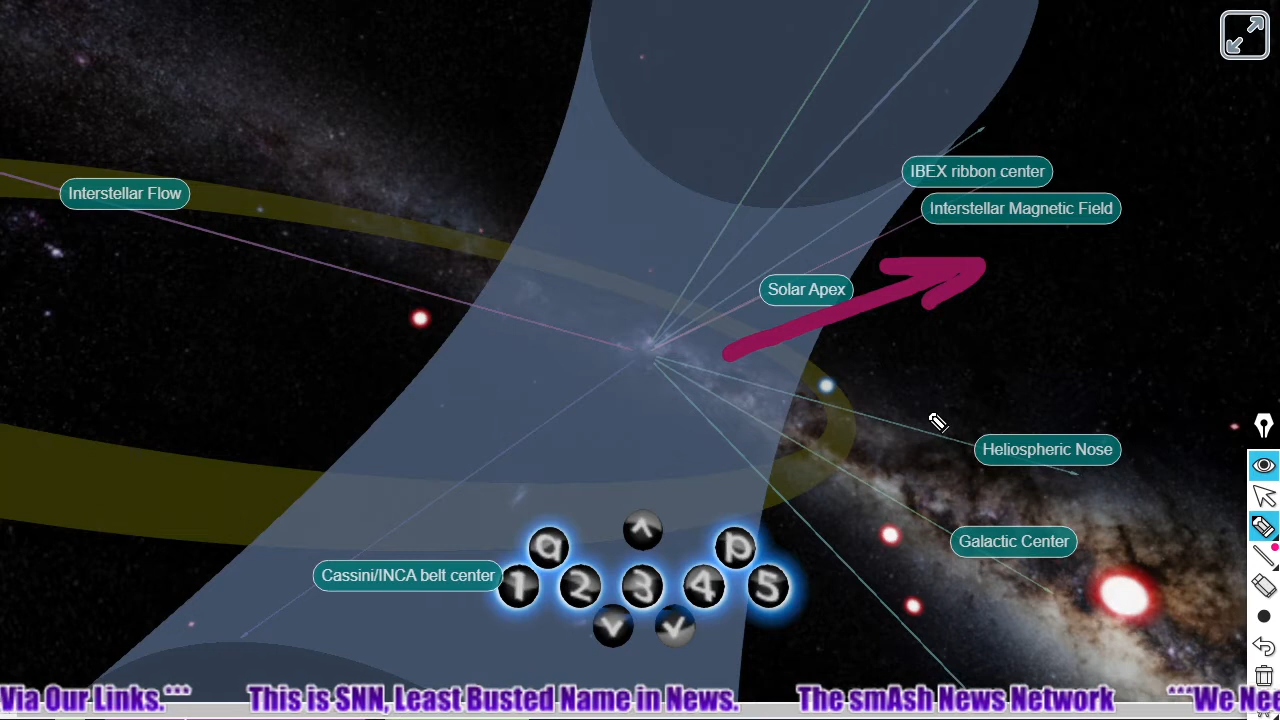 IBEX ribbon center
Interstellar Flow
Interstellar Magnetic Field
Solar Apex
Heliospheric Nose
Galactic Center
Cassini/INCA belt center
q p
1 2 3 4 5
Via Our Links.*** This is SNN, Least Busted Name in News. The smAsh News Network ***We Nee